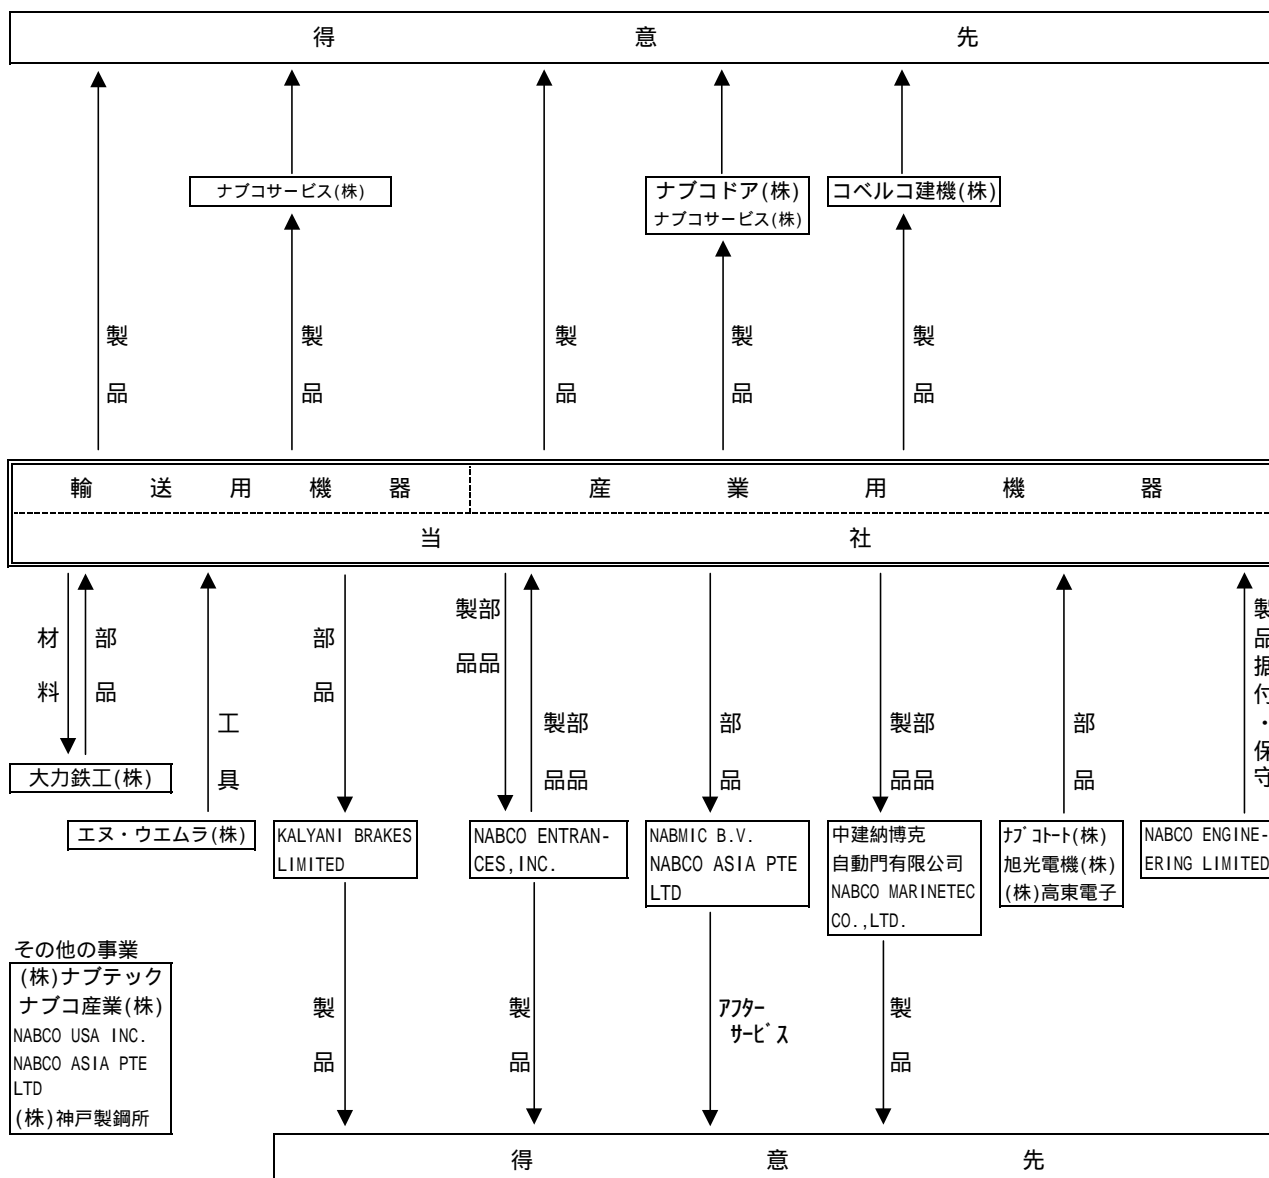 得意先
ナブコサービス(株)
ナブコドア(株)
ナブコサービス(株)
コベルコ建機(株)
製品
製品
製品
製品
製品
輸送用機器
産業用機器
当社
材料
部品
工具
部品
製部
品品
製部
品品
部品
製部
品品
部品
製品据付・保守
大力鉄工(株)
エヌ・ウエムラ(株)
KALYANI BRAKES
LIMITED
NABCO ENTRAN-
CES,INC.
NABMIC B.V.
NABCO ASIA PTE
LTD
中建納博克
自動門有限公司
NABCO MARINETEC
CO.,LTD.
ナブコトート(株)
旭光電機(株)
(株)高東電子
NABCO ENGINE-
ERING LIMITED
その他の事業
(株)ナブテック
ナブコ産業(株)
NABCO USA INC.
NABCO ASIA PTE
LTD
(株)神戸製鋼所
製品
製品
アフター
サービス
製品
得意先